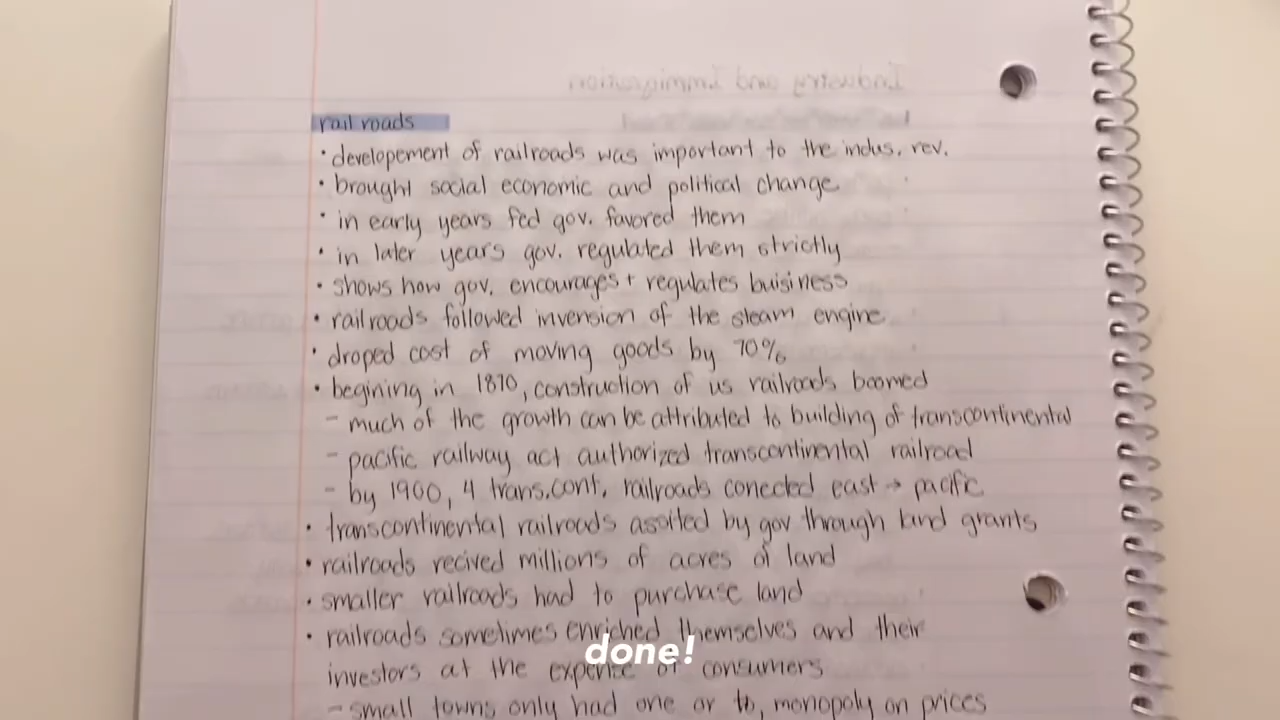 Industry and Immigration
railroads
• developement of railroads was important to the indus. rev.
• brought social economic and political change
• in early years fed gov. favored them
• in later years gov. regulated them strictly
• shows how gov. encourages + regulates buisiness
• railroads followed invension of the steam engine
• droped cost of moving goods by 70%
• begining in 1870, construction of us railroads boomed
- much of the growth can be attributed to building of transcontinental
- pacific railway act authorized transcontinental railroad
- by 1900, 4 trans.cont. railroads conected east → pacific
• transcontinental railroads assited by gov through land grants
• railroads recived millions of acres of land
• smaller railroads had to purchase land
• railroads sometimes enriched themselves and their
done!
investors at the expense of consumers
- small towns only had one or to, monopoly on prices